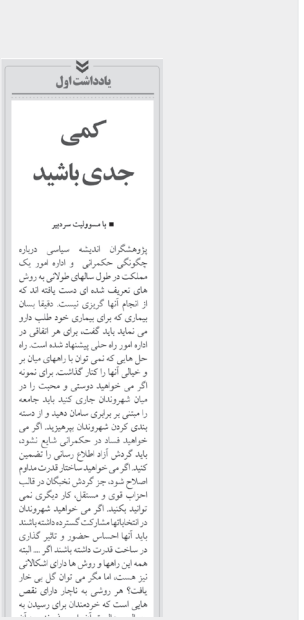 یادداشت اول
کمی
جدی باشید
■ با مسوولیت سردبیر
پژوهشگران اندیشه سیاسی درباره
چگونگی حکمرانی و اداره امور یک
مملکت در طول سالهای طولانی به روش
های تعریف شده ای دست یافته اند که
از انجام آنها گریزی نیست. دقیقا بسان
بیماری که برای بیماری خود طلب دارو
می نماید باید گفت، برای هر اتفاقی در
اداره امور راه حلی پیشنهاد شده است. راه
حل هایی که نمی توان با راههای میان بر
و خیالی آنها را کنار گذاشت. برای نمونه
اگر می خواهید دوستی و محبت را در
میان شهروندان جاری کنید باید جامعه
را مبتنی بر برابری سامان دهید و از دسته
بندی کردن شهروندان بپرهیزید. اگر می
خواهید فساد در حکمرانی شایع نشود،
باید گردش آزاد اطلاع رسانی را تضمین
کنید. اگر می خواهید ساختار قدرت مداوم
اصلاح شود، جز گردش نخبگان در قالب
احزاب قوی و مستقل، کار دیگری نمی
توانید بکنید. اگر می خواهید شهروندان
در انتخاباتها مشارکت گسترده داشته باشند
باید آنها احساس حضور و تاثیر گذاری
در ساخت قدرت داشته باشند اگر ... البته
همه این راهها و روش ها دارای اشکالاتی
نیز هست، اما مگر می توان گل بی خار
یافت؟ هر روشی به ناچار دارای نقص
هایی است که خردمندان برای رسیدن به